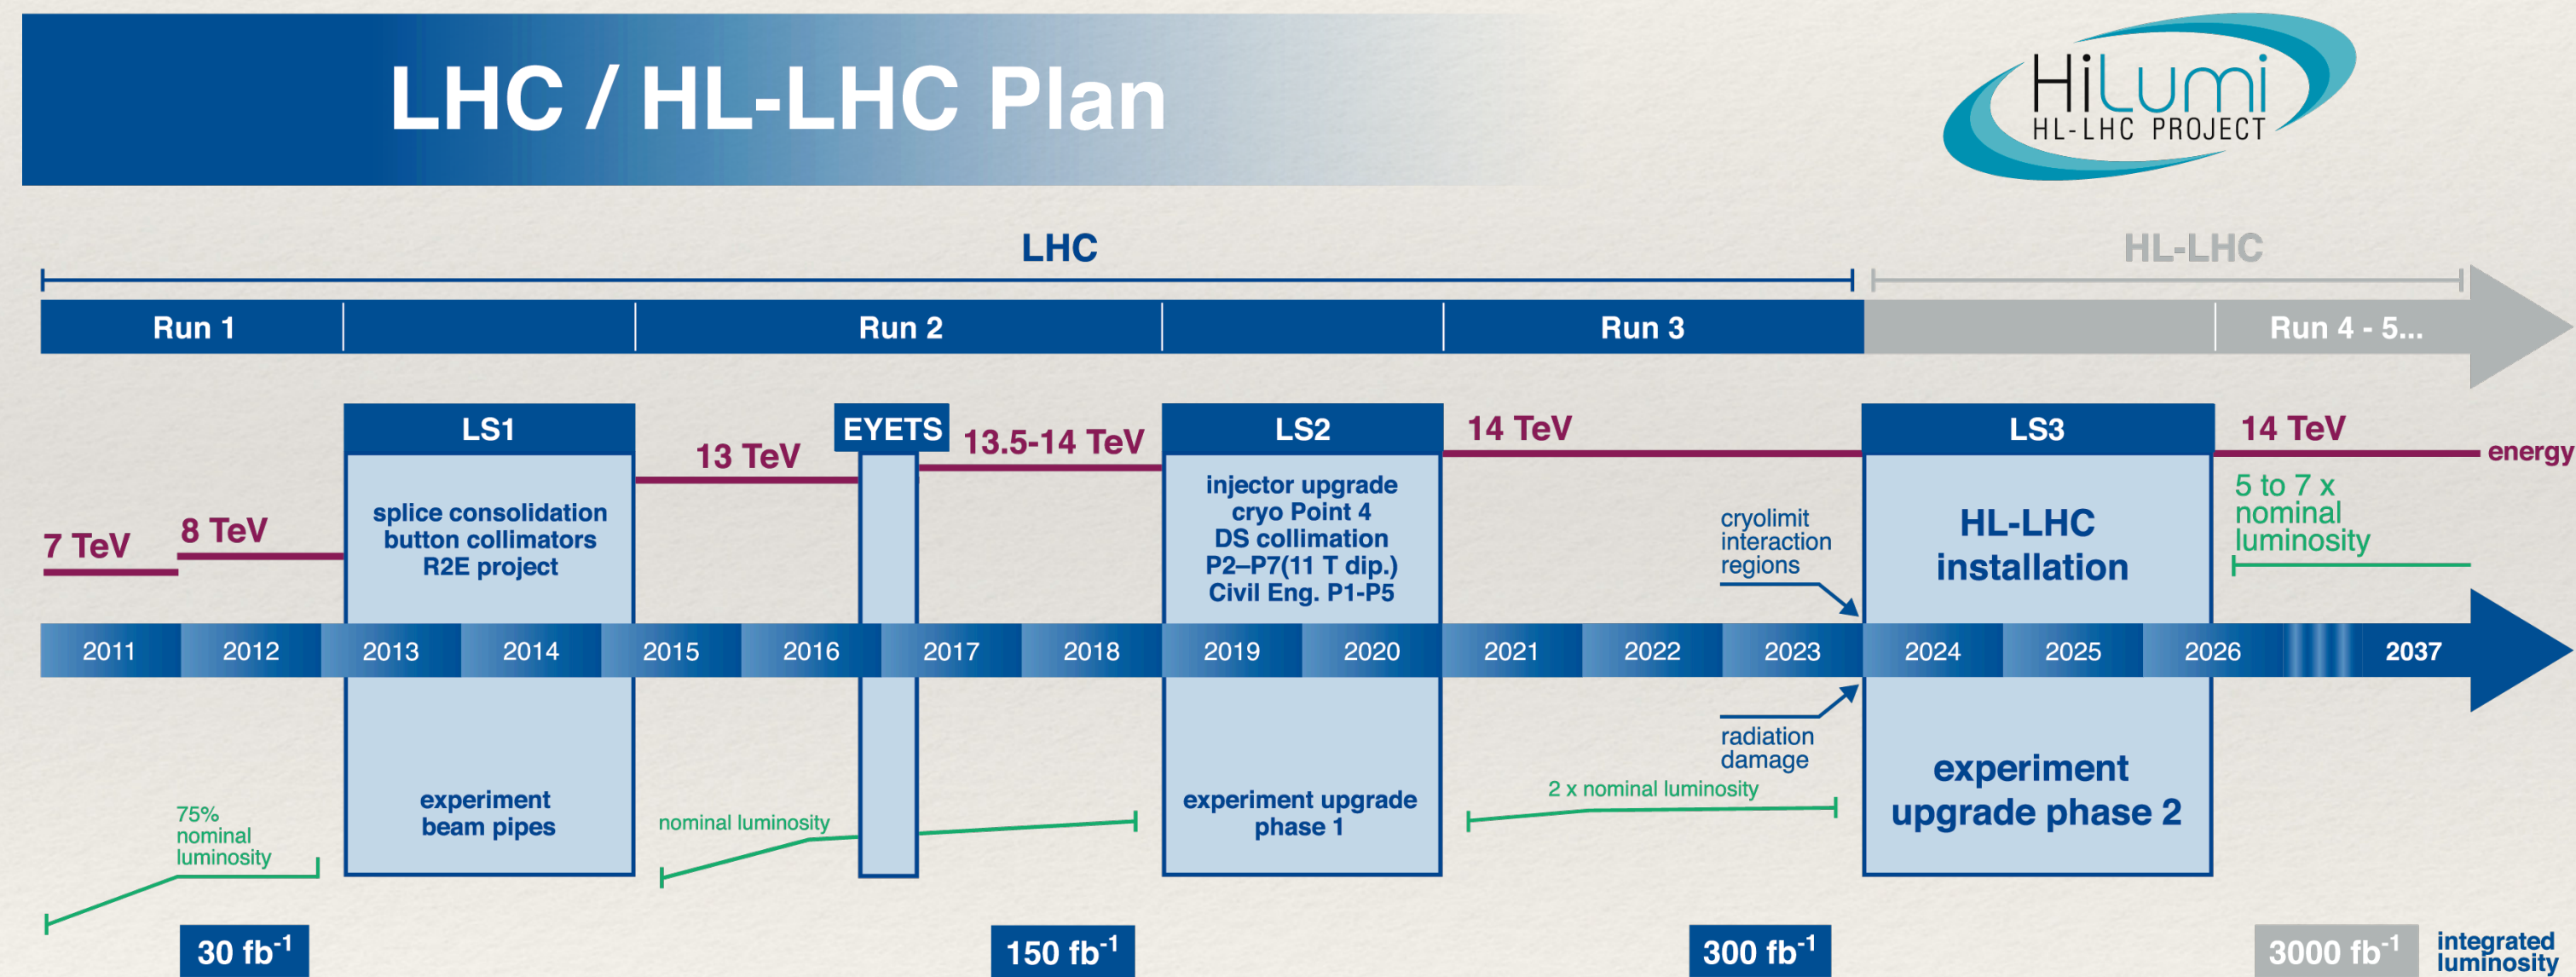 LHC / HL-LHC Plan
HiLumi
HL-LHC PROJECT
LHC
HL-LHC
Run 1
Run 2
Run 3
Run 4 - 5...
LS1
EYETS
LS2
LS3
7 TeV
8 TeV
13 TeV
13.5-14 TeV
14 TeV
14 TeV
energy
splice consolidation
button collimators
R2E project
injector upgrade
cryo Point 4
DS collimation
P2–P7(11 T dip.)
Civil Eng. P1-P5
cryolimit
interaction
regions
HL-LHC
installation
5 to 7 x
nominal
luminosity
2011
2012
2013
2014
2015
2016
2017
2018
2019
2020
2021
2022
2023
2024
2025
2026
2037
75%
nominal
luminosity
experiment
beam pipes
nominal luminosity
experiment upgrade
phase 1
2 x nominal luminosity
radiation
damage
experiment
upgrade phase 2
30 fb⁻¹
150 fb⁻¹
300 fb⁻¹
3000 fb⁻¹
integrated
luminosity